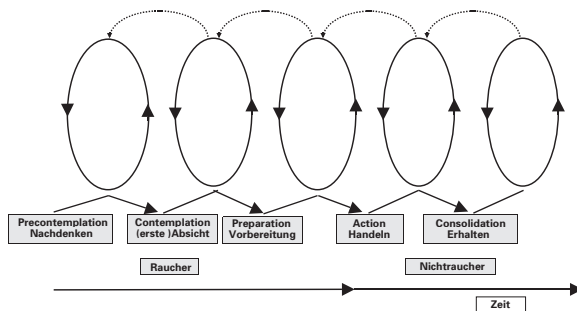 Precontemplation
Nachdenken
Contemplation
(erste )Absicht
Preparation
Vorbereitung
Action
Handeln
Consolidation
Erhalten
Raucher
Nichtraucher
Zeit